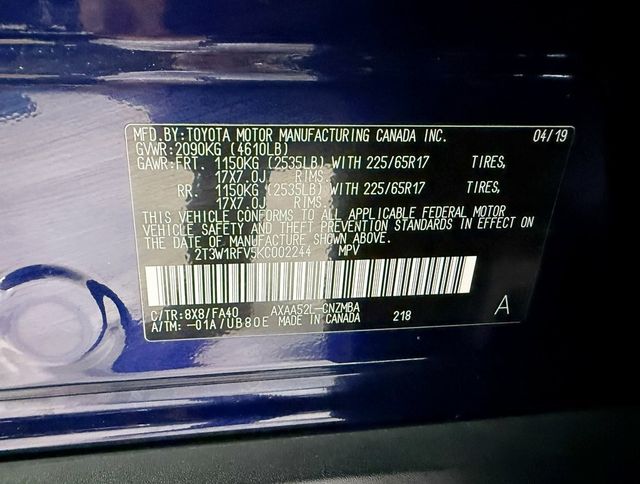 MFD.BY:TOYOTA MOTOR MANUFACTURING CANADA INC. 04/19
GVWR:2090KG (4610LB)
GAWR:FRT 1150KG (2535LB) WITH 225/65R17 TIRES,
17X7.0J RIMS.
RR 1150KG (2535LB) WITH 225/65R17 TIRES,
17X7.0J RIMS.
THIS VEHICLE CONFORMS TO ALL APPLICABLE FEDERAL MOTOR
VEHICLE SAFETY AND THEFT PREVENTION STANDARDS IN EFFECT ON
THE DATE OF MANUFACTURE SHOWN ABOVE.
2T3W1RFV5KC002244 MPV
C/TR:8X8/FA40 AXAA52L-CNZMBA
A/TM:-01A/UB80E MADE IN CANADA 218 A